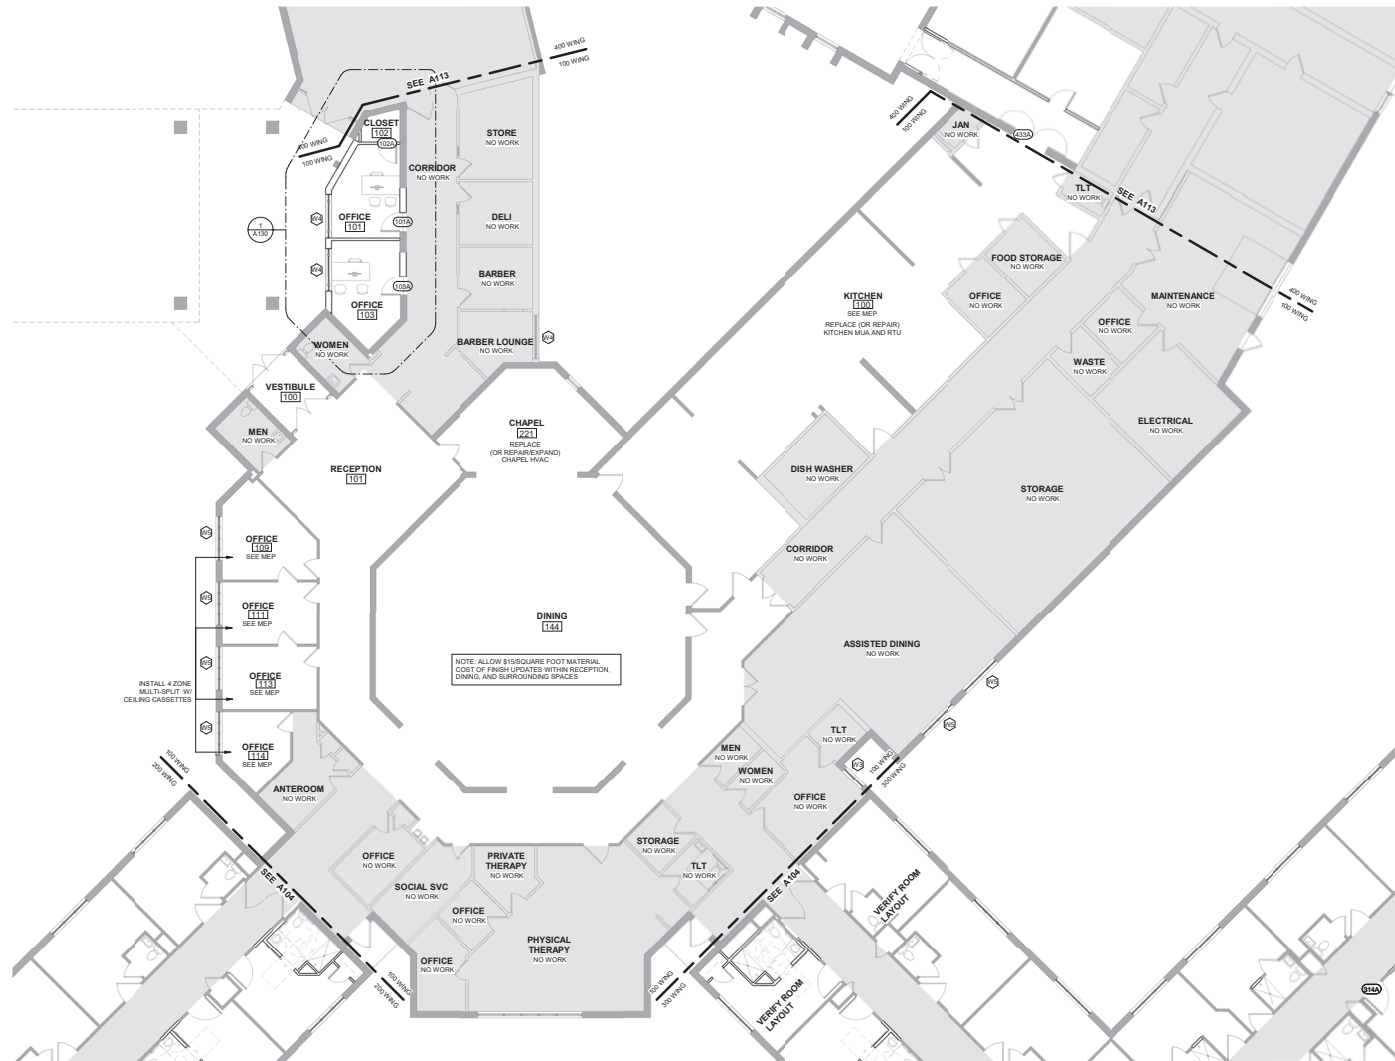 400 WING
100 WING
SEE A113
CLOSET
102
102A
400 WING
100 WING
CORRIDOR
NO WORK
STORE
NO WORK
W4
OFFICE
101
101A
1
A130
W4
OFFICE
103
103A
DELI
NO WORK
BARBER
NO WORK
BARBER LOUNGE
NO WORK
W4
WOMEN
NO WORK
VESTIBULE
100
MEN
NO WORK
RECEPTION
101
CHAPEL
221
REPLACE
(OR REPAIR/EXPAND)
CHAPEL HVAC
400 WING
100 WING
JAN
NO WORK
433A
TLT
NO WORK
SEE A113
400 WING
100 WING
FOOD STORAGE
NO WORK
OFFICE
NO WORK
KITCHEN
100
SEE MEP
REPLACE (OR REPAIR)
KITCHEN MUA AND RTU
MAINTENANCE
NO WORK
OFFICE
NO WORK
WASTE
NO WORK
ELECTRICAL
NO WORK
DISH WASHER
NO WORK
STORAGE
NO WORK
CORRIDOR
NO WORK
W5
OFFICE
109
SEE MEP
W5
OFFICE
111
SEE MEP
W5
OFFICE
113
SEE MEP
INSTALL 4 ZONE
MULTI-SPLIT W/
CEILING CASSETTES
W5
OFFICE
114
SEE MEP
DINING
144
NOTE: ALLOW $15/SQUARE FOOT MATERIAL
COST OF FINISH UPDATES WITHIN RECEPTION,
DINING, AND SURROUNDING SPACES
ASSISTED DINING
NO WORK
W5
W5
TLT
NO WORK
MEN
NO WORK
WOMEN
NO WORK
W3
100 WING
300 WING
OFFICE
NO WORK
100 WING
200 WING
ANTEROOM
NO WORK
SEE A104
OFFICE
NO WORK
SOCIAL SVC
NO WORK
PRIVATE
THERAPY
NO WORK
OFFICE
NO WORK
STORAGE
NO WORK
TLT
NO WORK
SEE A104
VERIFY ROOM
LAYOUT
OFFICE
NO WORK
PHYSICAL
THERAPY
NO WORK
100 WING
200 WING
100 WING
300 WING
VERIFY ROOM
LAYOUT
314A